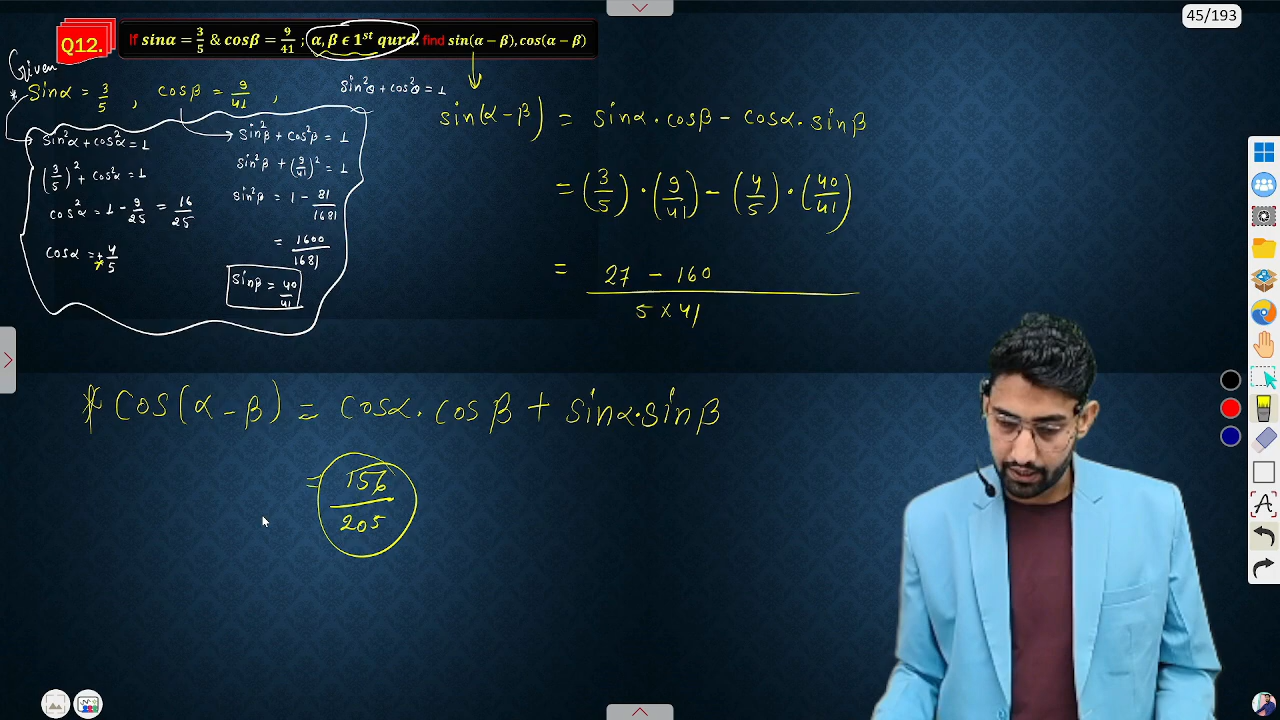 45/193
Q12. If sinα = 3/5 & cosβ = 9/41 ; α, β ϵ 1ˢᵗ qurd. find sin(α − β), cos(α − β)
Given
* Sinα = 3/5 , cosβ = 9/41 ,
sin²θ + cos²θ = 1
sin²α + cos²α = 1
(3/5)² + cos²α = 1
cos²α = 1 - 9/25 = 16/25
cosα = + 4/5
sin²β + cos²β = 1
sin²β + (9/41)² = 1
sin²β = 1 - 81/1681
= 1600/1681
sinβ = 40/41
sin(α - β) = sinα · cosβ - cosα · sinβ
= (3/5) · (9/41) - (4/5) · (40/41)
= 27 - 160 / 5 × 41
* cos(α - β) = cosα · cosβ + sinα · sinβ
= 156/205
A